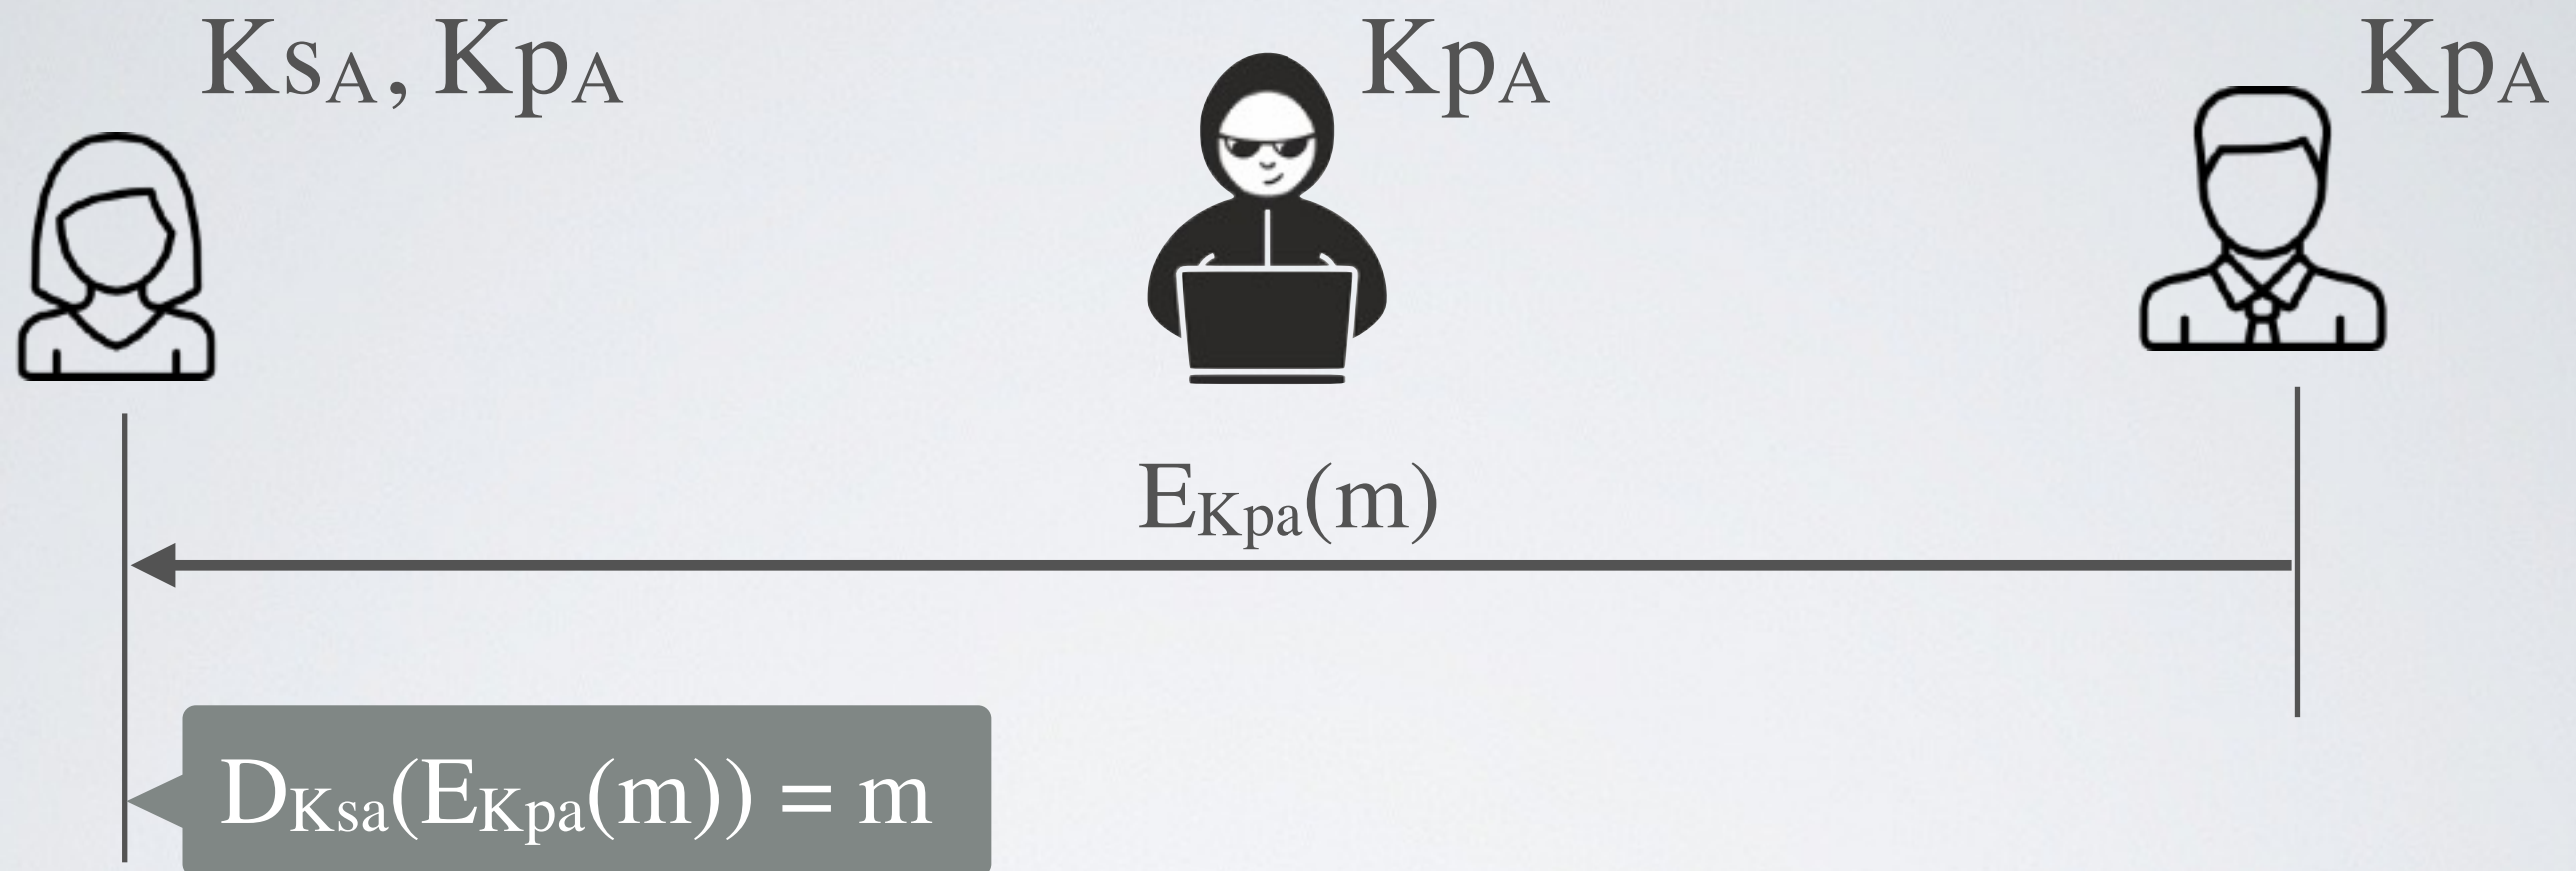 KsA, KpA
KpA
KpA
EKpa(m)
DKsa(EKpa(m)) = m